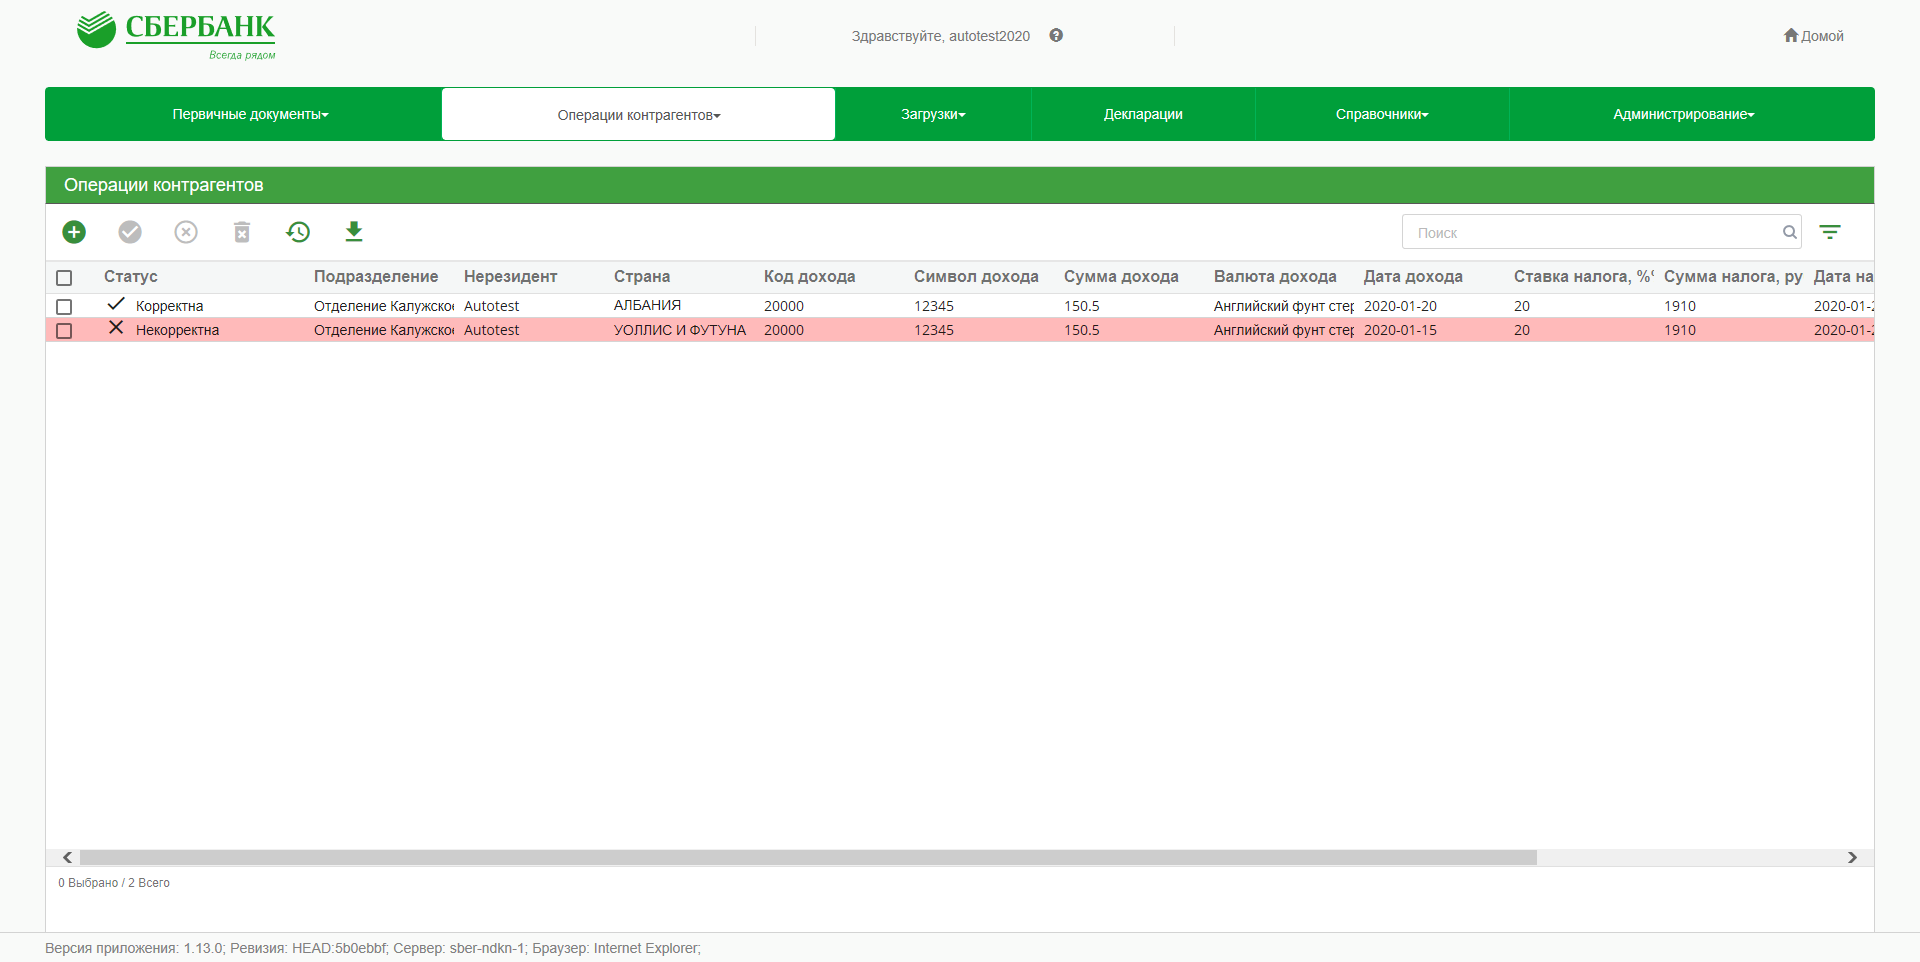 СБЕРБАНК
Всегда рядом
Здравствуйте, autotest2020
Домой
Первичные документы Операции контрагентов Загрузки Декларации Справочники Администрирование
Операции контрагентов
Поиск
Статус Подразделение Нерезидент Страна Код дохода Символ дохода Сумма дохода Валюта дохода Дата дохода Ставка налога, % Сумма налога, ру Дата на
Корректна Отделение Калужское Autotest АЛБАНИЯ 20000 12345 150.5 Английский фунт стер 2020-01-20 20 1910 2020-01-2
Некорректна Отделение Калужское Autotest УОЛЛИС И ФУТУНА 20000 12345 150.5 Английский фунт стер 2020-01-15 20 1910 2020-01-2
0 Выбрано / 2 Всего
Версия приложения: 1.13.0; Ревизия: HEAD:5b0ebbf; Сервер: sber-ndkn-1; Браузер: Internet Explorer;